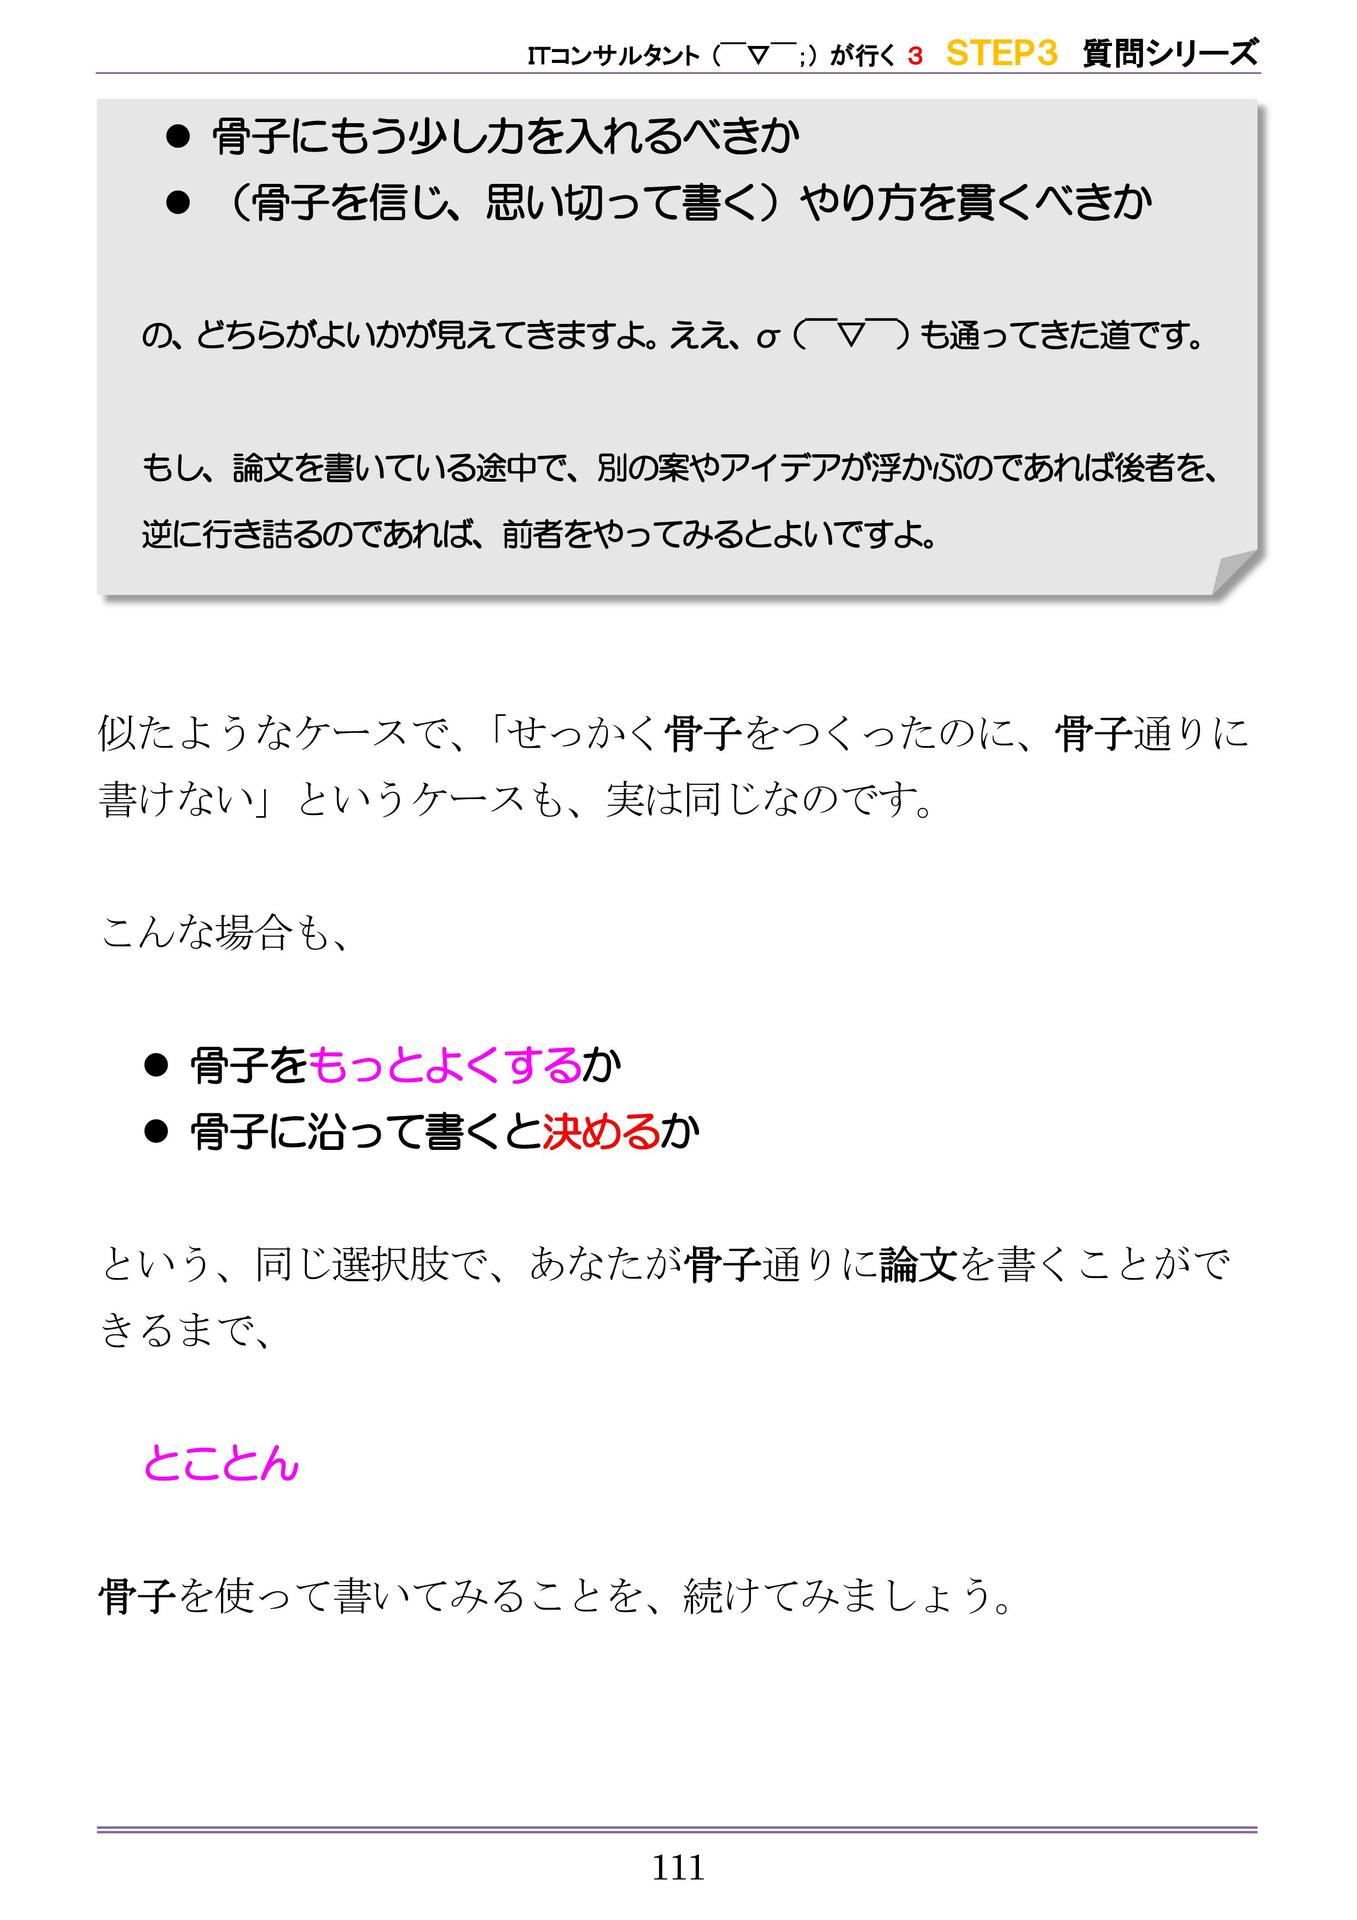 ITコンサルタント（￣▽￣;）が行く 3 STEP3 質問シリーズ
● 骨子にもう少し力を入れるべきか
● （骨子を信じ、思い切って書く）やり方を貫くべきか
の、どちらがよいかが見えてきますよ。ええ、σ（￣▽￣）も通ってきた道です。
もし、論文を書いている途中で、別の案やアイデアが浮かぶのであれば後者を、
逆に行き詰るのであれば、前者をやってみるとよいですよ。
似たようなケースで、「せっかく骨子をつくったのに、骨子通りに
書けない」というケースも、実は同じなのです。
こんな場合も、
● 骨子をもっとよくするか
● 骨子に沿って書くと決めるか
という、同じ選択肢で、あなたが骨子通りに論文を書くことがで
きるまで、
とことん
骨子を使って書いてみることを、続けてみましょう。
111